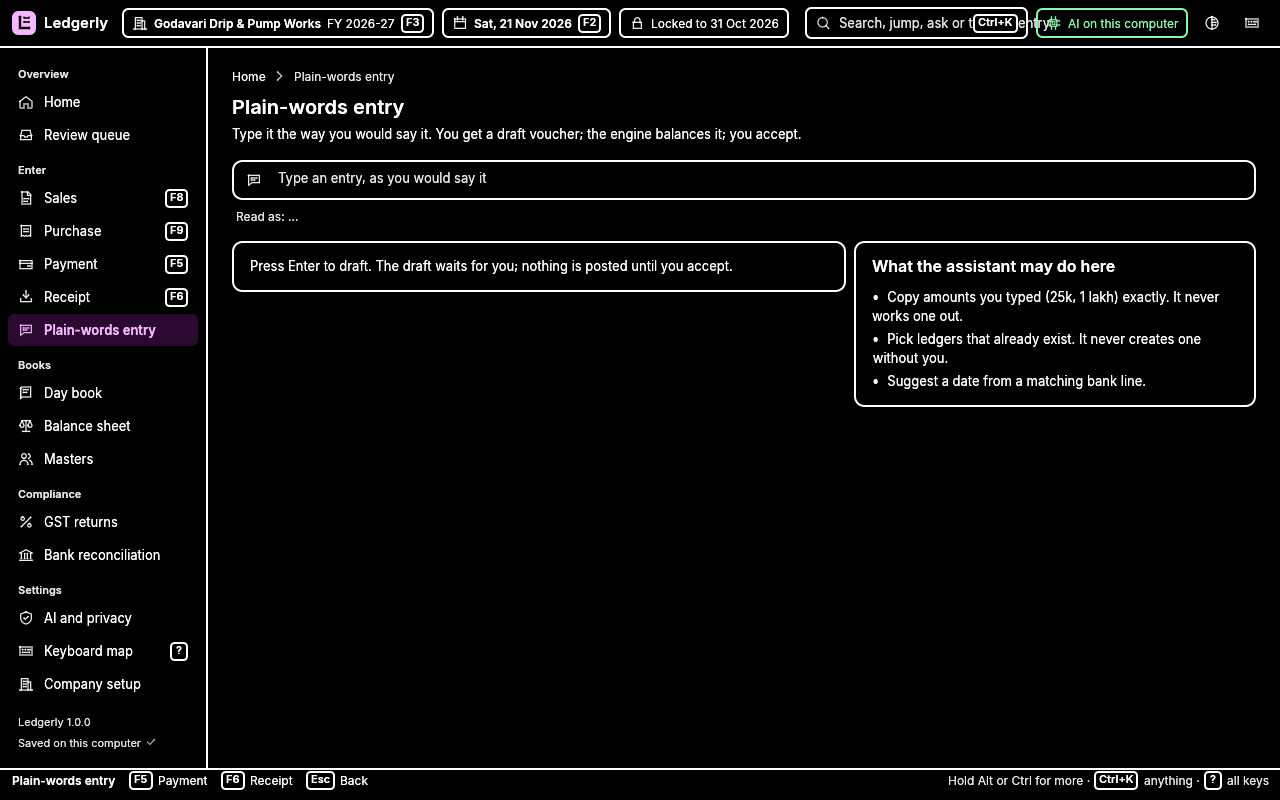 Ledgerly
Godavari Drip & Pump Works FY 2026-27 F3
Sat, 21 Nov 2026 F2
Locked to 31 Oct 2026
Search, jump, ask or t Ctrl+K entry
AI on this computer
Overview
Home
Review queue
Enter
Sales F8
Purchase F9
Payment F5
Receipt F6
Plain-words entry
Books
Day book
Balance sheet
Masters
Compliance
GST returns
Bank reconciliation
Settings
AI and privacy
Keyboard map ?
Company setup
Ledgerly 1.0.0
Saved on this computer
Home > Plain-words entry
Plain-words entry
Type it the way you would say it. You get a draft voucher; the engine balances it; you accept.
Type an entry, as you would say it
Read as: ...
Press Enter to draft. The draft waits for you; nothing is posted until you accept.
What the assistant may do here
• Copy amounts you typed (25k, 1 lakh) exactly. It never
works one out.
• Pick ledgers that already exist. It never creates one
without you.
• Suggest a date from a matching bank line.
Plain-words entry F5 Payment F6 Receipt Esc Back
Hold Alt or Ctrl for more · Ctrl+K anything · ? all keys